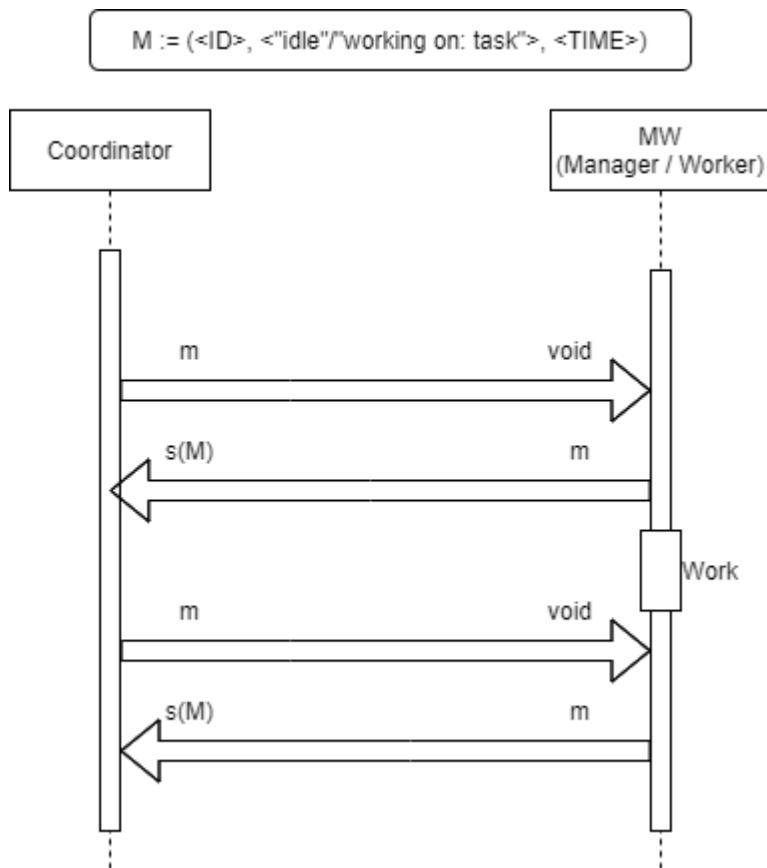 M := (<ID>, <"idle"/"working on: task">, <TIME>)
Coordinator
MW
(Manager / Worker)
m void
s(M) m
Work
m void
s(M) m